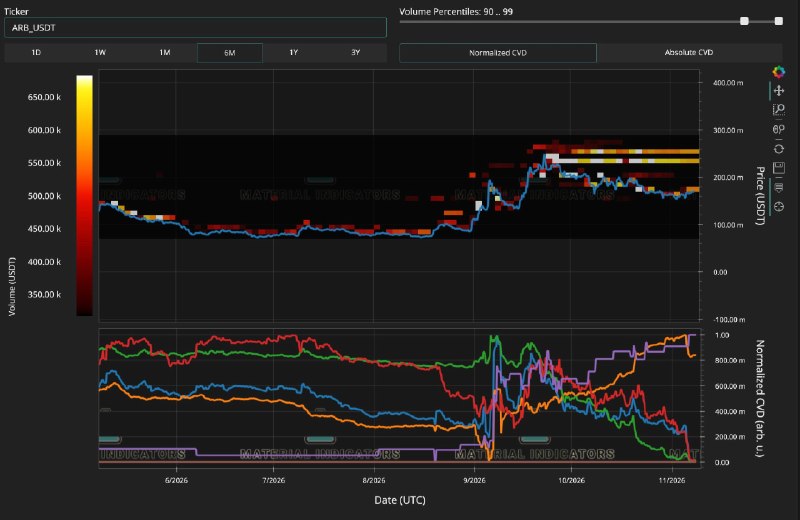 Ticker
Volume Percentiles: 90 .. 99
ARB_USDT
1D 1W 1M 6M 1Y 3Y
Normalized CVD Absolute CVD
650.00 k
600.00 k
550.00 k
500.00 k
450.00 k
400.00 k
350.00 k
Volume (USDT)
400.00 m
300.00 m
200.00 m
100.00 m
0.00
-100.00 m
Price (USDT)
INDICATORS MATERIAL INDICATORS MATERIAL INDICATORS
1.00
800.00 m
600.00 m
400.00 m
200.00 m
0.00
Normalized CVD (arb. u.)
INDICATORS MATERIAL INDICATORS MATERIAL INDICATORS MAT
6/2026 7/2026 8/2026 9/2026 10/2026 11/2026
Date (UTC)